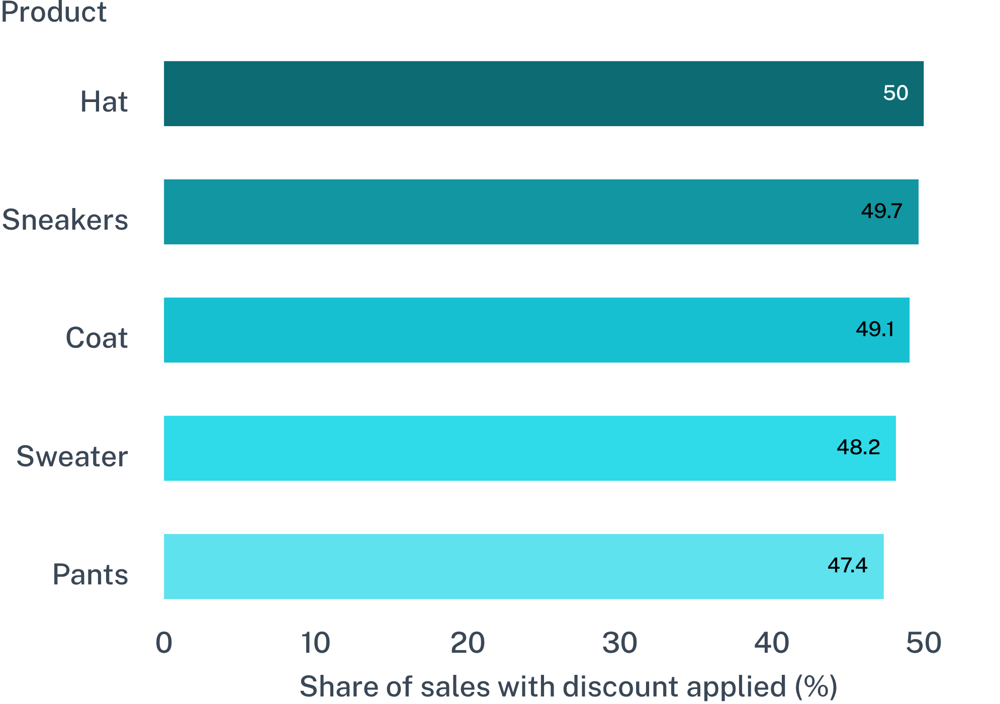 Product
Hat
50
Sneakers
49.7
Coat
49.1
Sweater
48.2
Pants
47.4
0 10 20 30 40 50
Share of sales with discount applied (%)